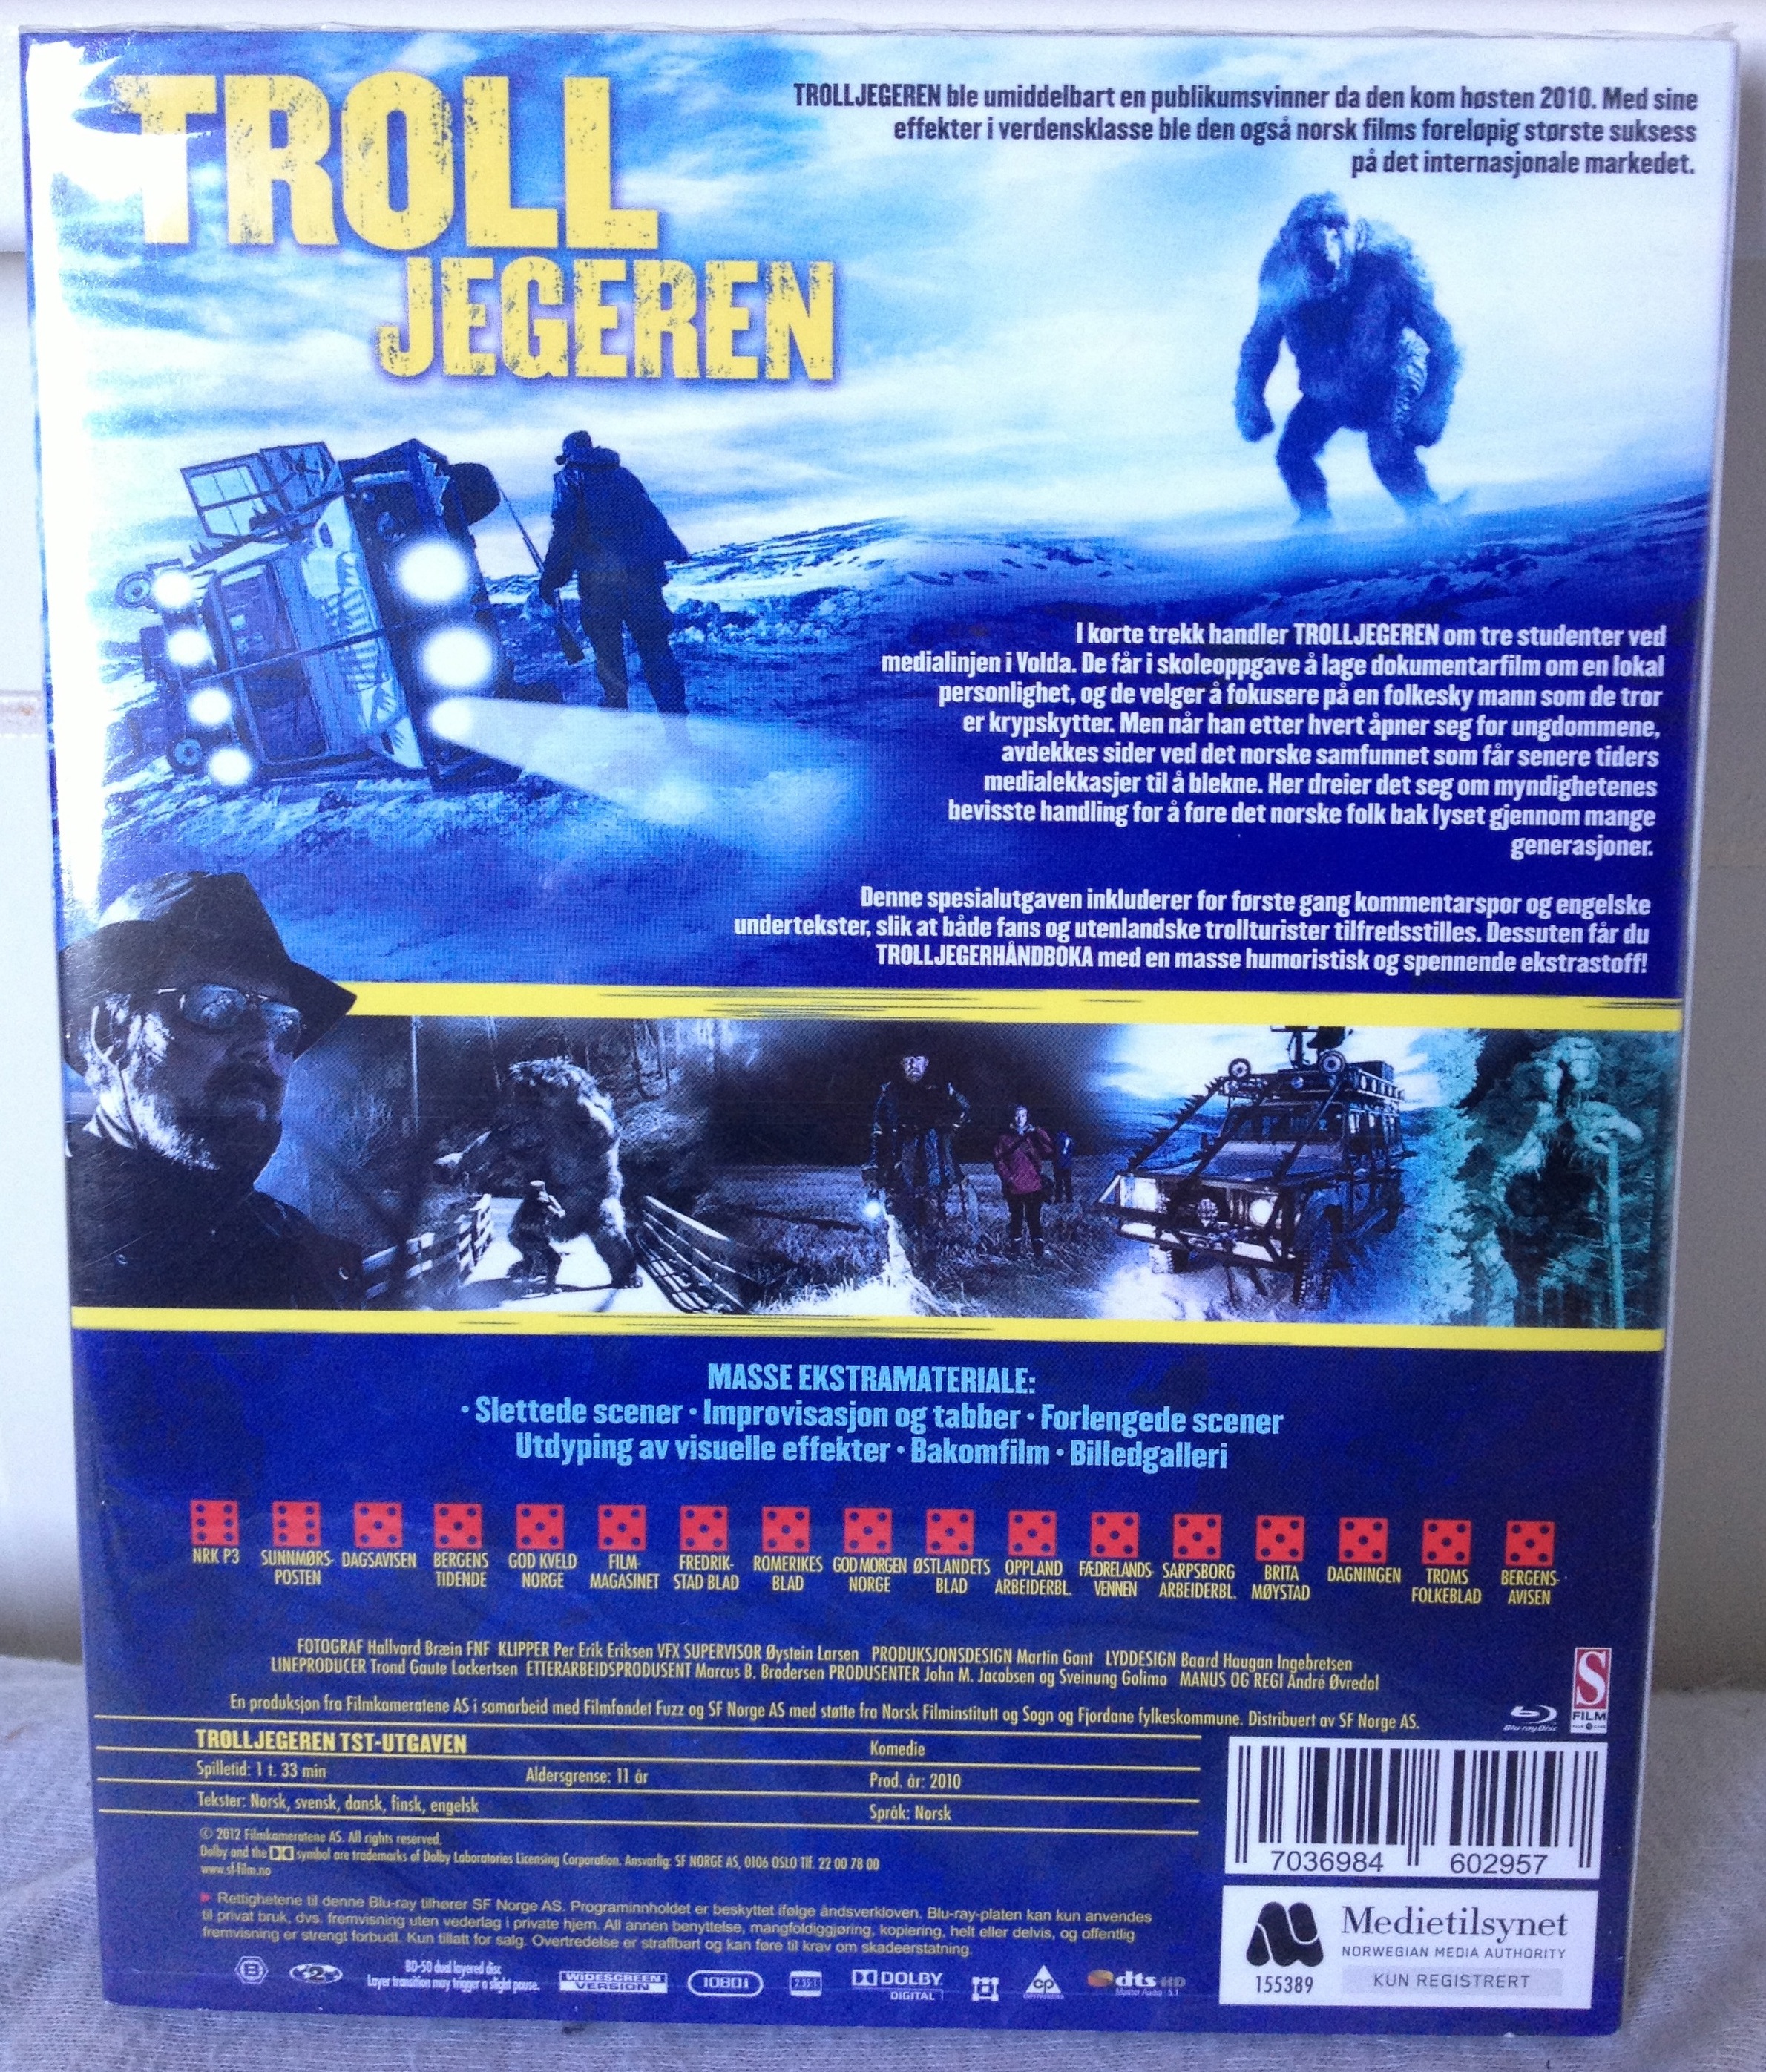 TROLL
JEGEREN
TROLLJEGEREN ble umiddelbart en publikumsvinner da den kom høsten 2010. Med sine
effekter i verdensklasse ble den også norsk films foreløpig største suksess
på det internasjonale markedet.
I korte trekk handler TROLLJEGEREN om tre studenter ved
medialinjen i Volda. De får i skoleoppgave å lage dokumentarfilm om en lokal
personlighet, og de velger å fokusere på en folkesky mann som de tror
er krypskytter. Men når han etter hvert åpner seg for ungdommene,
avdekkes sider ved det norske samfunnet som får senere tiders
medialekkasjer til å blekne. Her dreier det seg om myndighetenes
bevisste handling for å føre det norske folk bak lyset gjennom mange
generasjoner.
Denne spesialutgaven inkluderer for første gang kommentarspor og engelske
undertekster, slik at både fans og utenlandske trollturister tilfredsstilles. Dessuten får du
TROLLJEGERHÅNDBOKA med en masse humoristisk og spennende ekstrastoff!
MASSE EKSTRAMATERIALE:
• Slettede scener • Improvisasjon og tabber • Forlengede scener
Utdyping av visuelle effekter • Bakomfilm • Billedgalleri
NRK P3
SUNNMØRS-
POSTEN
DAGSAVISEN
BERGENS
TIDENDE
GOD KVELD
NORGE
FILM-
MAGASINET
FREDRIK-
STAD BLAD
ROMERIKES
BLAD
GOD MORGEN
NORGE
ØSTLANDETS
BLAD
OPPLAND
ARBEIDERBL.
FÆDRELANDS-
VENNEN
SARPSBORG
ARBEIDERBL.
BRITA
MØYSTAD
DAGNINGEN
TROMS
FOLKEBLAD
BERGENS-
AVISEN
FOTOGRAF Hallvard Bræin FNF KLIPPER Per Erik Eriksen VFX SUPERVISOR Øystein Larsen PRODUKSJONSDESIGN Martin Gant LYDDESIGN Baard Haugan Ingebretsen
LINEPRODUCER Trond Gaute Lockertsen ETTERARBEIDSPRODUSENT Marcus B. Brodersen PRODUSENTER John M. Jacobsen og Sveinung Golimo MANUS OG REGI André Øvredal
En produksjon fra Filmkameratene AS i samarbeid med Filmfondet Fuzz og SF Norge AS med støtte fra Norsk Filminstitutt og Sogn og Fjordane fylkeskommune. Distribuert av SF Norge AS.
Blu-ray Disc
S
FILM
TROLLJEGEREN TST-UTGAVEN
Komedie
Spilletid: 1 t. 33 min
Aldersgrense: 11 år
Prod. år: 2010
Tekster: Norsk, svensk, dansk, finsk, engelsk
Språk: Norsk
© 2012 Filmkameratene AS. All rights reserved.
Dolby and the symbol are trademarks of Dolby Laboratories Licensing Corporation. Ansvarlig: SF NORGE AS, 0106 OSLO Tlf. 22 00 78 00
www.sf-film.no
Rettighetene til denne Blu-ray tilhører SF Norge AS. Programinnholdet er beskyttet ifølge åndsverkloven. Blu-ray-platen kan kun anvendes
til privat bruk, dvs. fremvisning uten vederlag i private hjem. All annen benyttelse, mangfoldiggjøring, kopiering, helt eller delvis, og offentlig
fremvisning er strengt forbudt. Kun tillatt for salg. Overtredelse er straffbart og kan føre til krav om skadeerstatning.
B
2
BD-50 dual layered disc
Layer transition may trigger a slight pause.
WIDESCREEN
VERSION
1080i
2.35:1
DOLBY
DIGITAL
CP
dts-HD
Master Audio 5.1
7036984 602957
Medietilsynet
NORWEGIAN MEDIA AUTHORITY
155389
KUN REGISTRERT